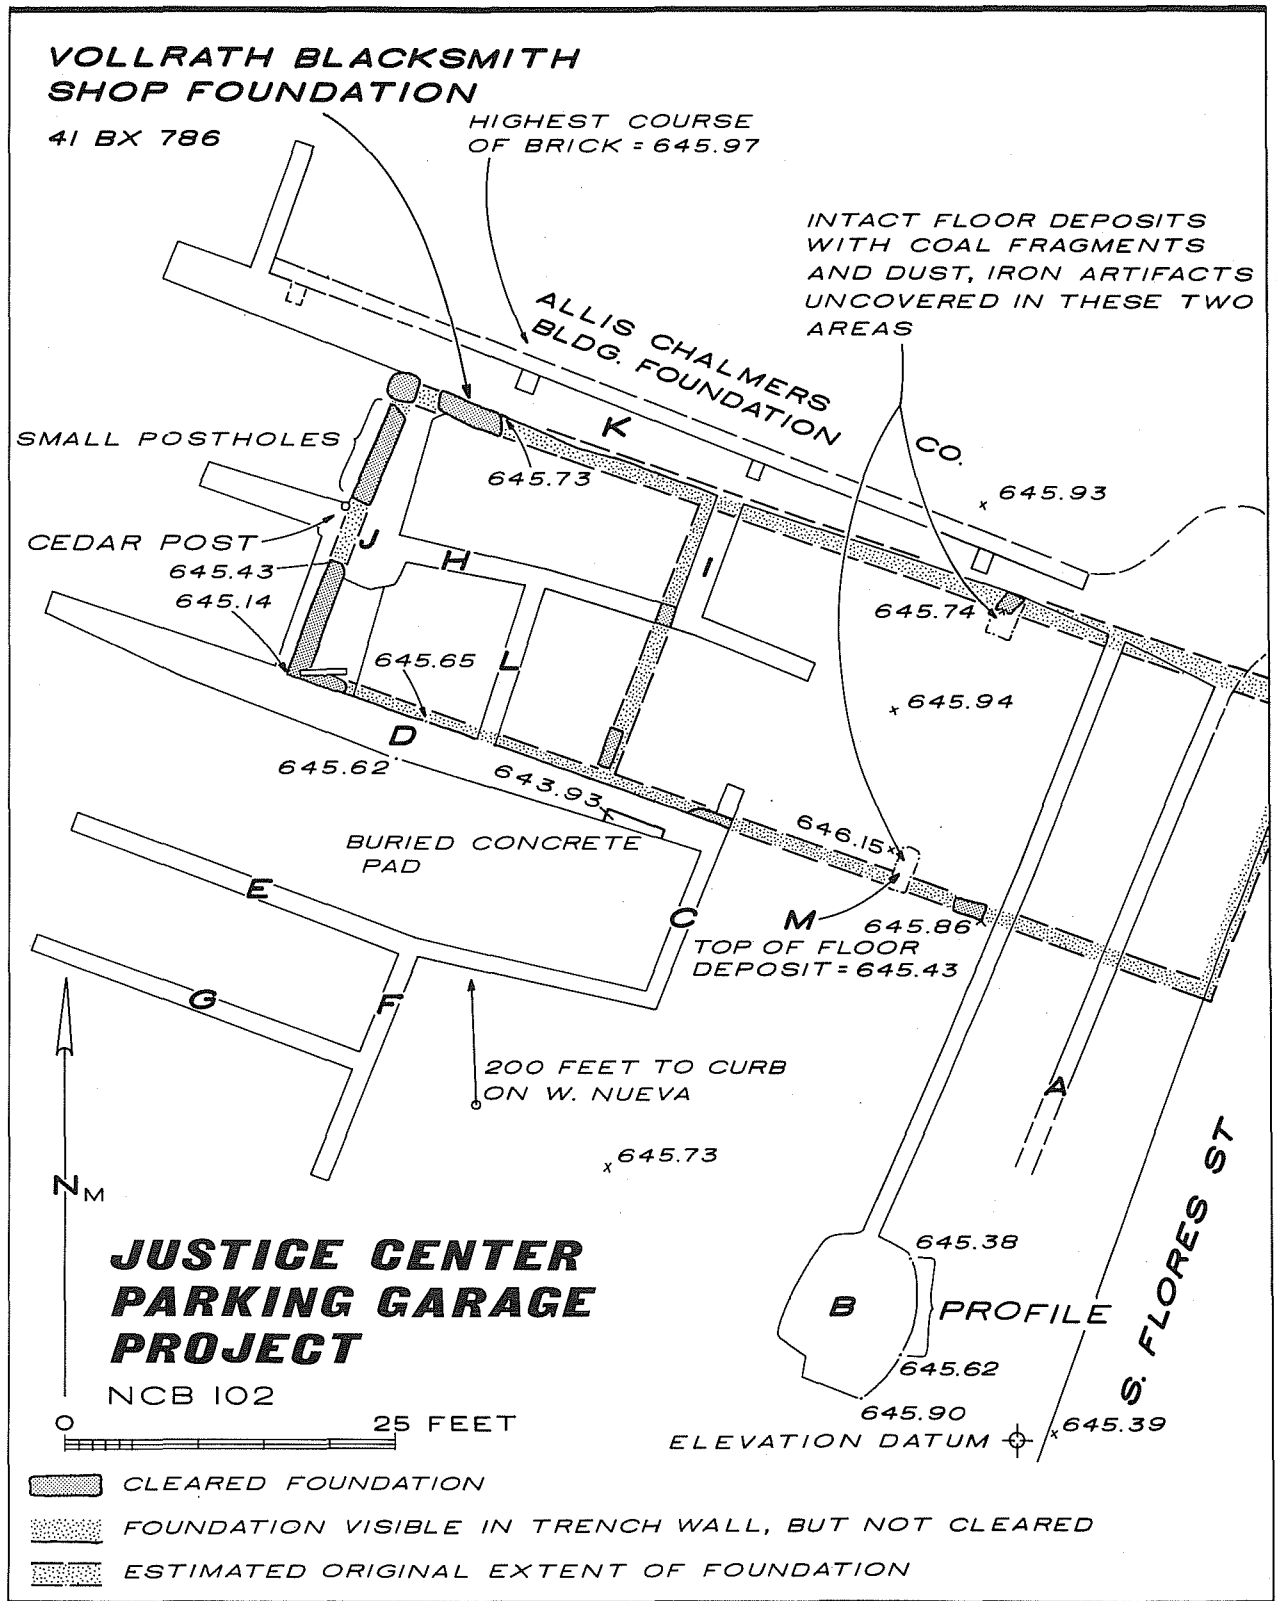 VOLLRATH BLACKSMITH
SHOP FOUNDATION
41 BX 786
HIGHEST COURSE
OF BRICK = 645.97
INTACT FLOOR DEPOSITS
WITH COAL FRAGMENTS
AND DUST, IRON ARTIFACTS
UNCOVERED IN THESE TWO
AREAS
ALLIS CHALMERS CO.
BLDG. FOUNDATION
K
SMALL POSTHOLES
645.73
645.93
CEDAR POST
J
H
I
645.43
645.14
645.74
645.65
L
645.94
D
645.62
643.93
BURIED CONCRETE
PAD
646.15
E
C
M
645.86
TOP OF FLOOR
DEPOSIT = 645.43
G
F
200 FEET TO CURB
ON W. NUEVA
A
645.73
NM
S. FLORES ST
645.38
B
PROFILE
645.62
645.90
ELEVATION DATUM
645.39
JUSTICE CENTER
PARKING GARAGE
PROJECT
NCB 102
0 25 FEET
CLEARED FOUNDATION
FOUNDATION VISIBLE IN TRENCH WALL, BUT NOT CLEARED
ESTIMATED ORIGINAL EXTENT OF FOUNDATION